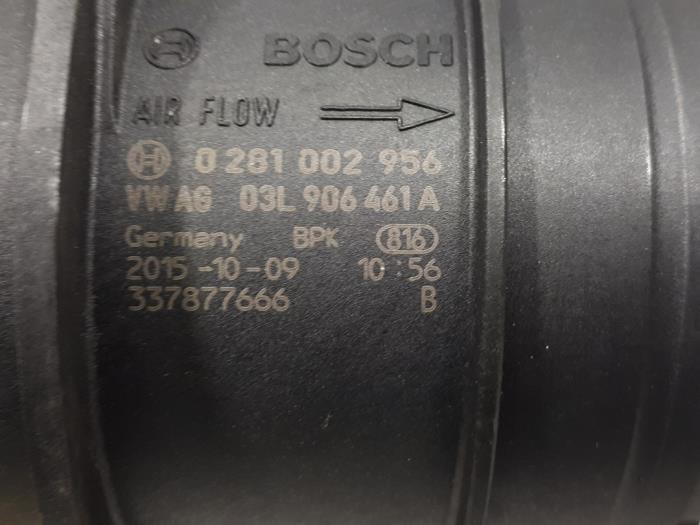 BOSCH
AIR FLOW
0 281 002 956
VW AG 03L 906 461 A
Germany BPK 816
2015-10-09 10:56
337877666 B